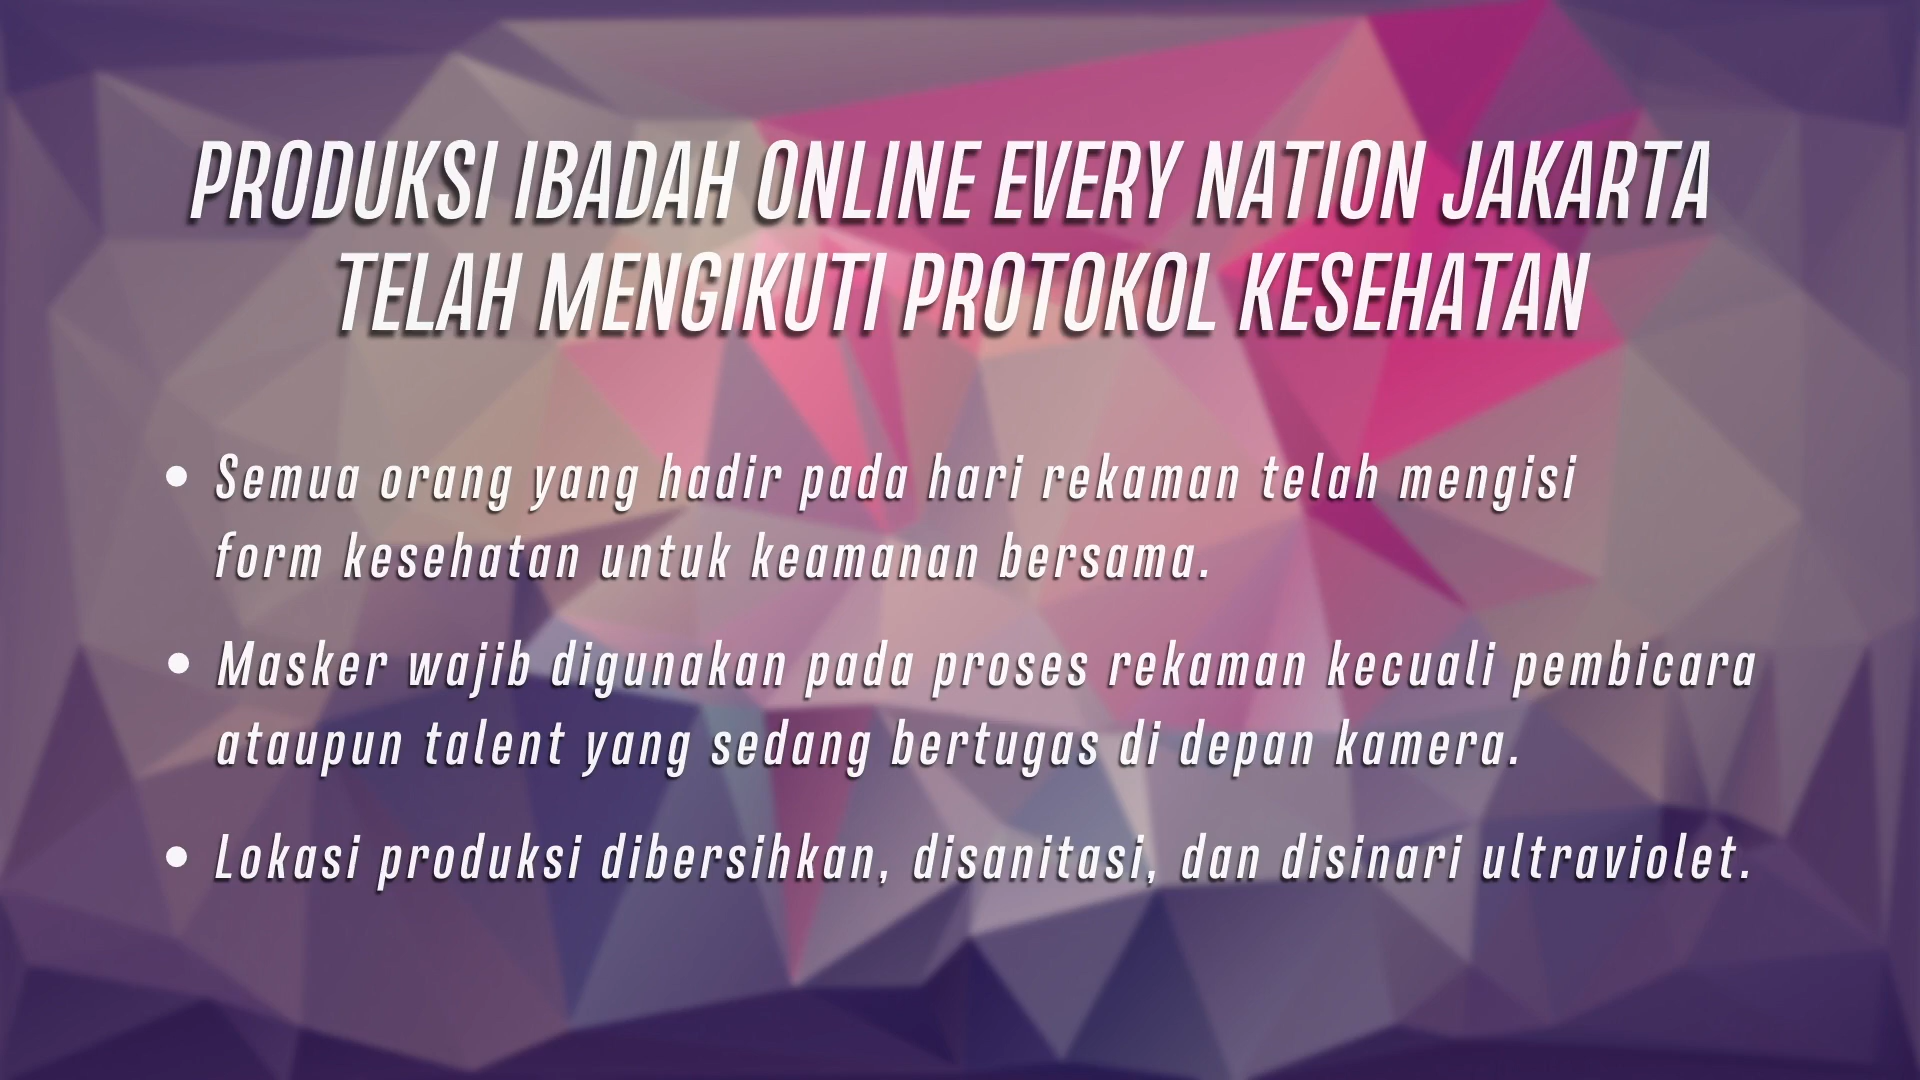 PRODUKSI IBADAH ONLINE EVERY NATION JAKARTA
TELAH MENGIKUTI PROTOKOL KESEHATAN
• Semua orang yang hadir pada hari rekaman telah mengisi
form kesehatan untuk keamanan bersama.
• Masker wajib digunakan pada proses rekaman kecuali pembicara
ataupun talent yang sedang bertugas di depan kamera.
• Lokasi produksi dibersihkan, disanitasi, dan disinari ultraviolet.